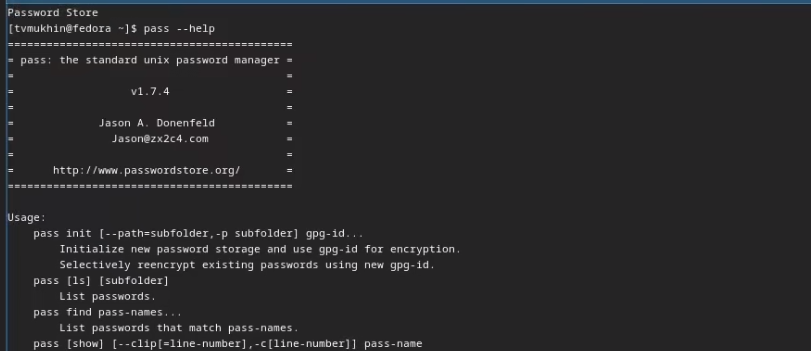 Password Store
[tvmukhin@fedora ~]$ pass --help
============================================
= pass: the standard unix password manager =
=                                          =
=                  v1.7.4                  =
=                                          =
=             Jason A. Donenfeld           =
=               Jason@zx2c4.com            =
=                                          =
=      http://www.passwordstore.org/       =
============================================

Usage:
    pass init [--path=subfolder,-p subfolder] gpg-id...
        Initialize new password storage and use gpg-id for encryption.
        Selectively reencrypt existing passwords using new gpg-id.
    pass [ls] [subfolder]
        List passwords.
    pass find pass-names...
        List passwords that match pass-names.
    pass [show] [--clip[=line-number],-c[line-number]] pass-name